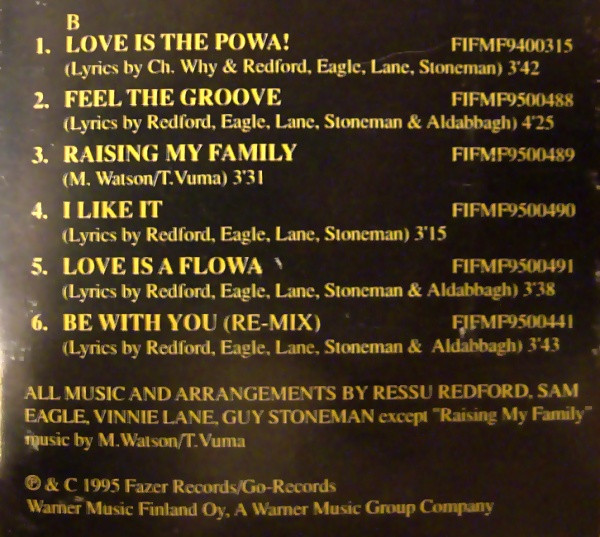 B
1. LOVE IS THE POWA! FIFMF9400315
(Lyrics by Ch. Why & Redford, Eagle, Lane, Stoneman) 3'42
2. FEEL THE GROOVE FIFMF9500488
(Lyrics by Redford, Eagle, Lane, Stoneman & Aldabbagh) 4'25
3. RAISING MY FAMILY FIFMF9500489
(M. Watson/T.Vuma) 3'31
4. I LIKE IT FIFMF9500490
(Lyrics by Redford, Eagle, Lane, Stoneman) 3'15
5. LOVE IS A FLOWA FIFMF9500491
(Lyrics by Redford, Eagle, Lane, Stoneman & Aldabbagh) 3'38
6. BE WITH YOU (RE-MIX) FIFMF9500441
(Lyrics by Redford, Eagle, Lane, Stoneman & Aldabbagh) 3'43
ALL MUSIC AND ARRANGEMENTS BY RESSU REDFORD, SAM
EAGLE, VINNIE LANE, GUY STONEMAN except "Raising My Family"
music by M.Watson/T.Vuma
℗ & C 1995 Fazer Records/Go-Records
Warner Music Finland Oy, A Warner Music Group Company